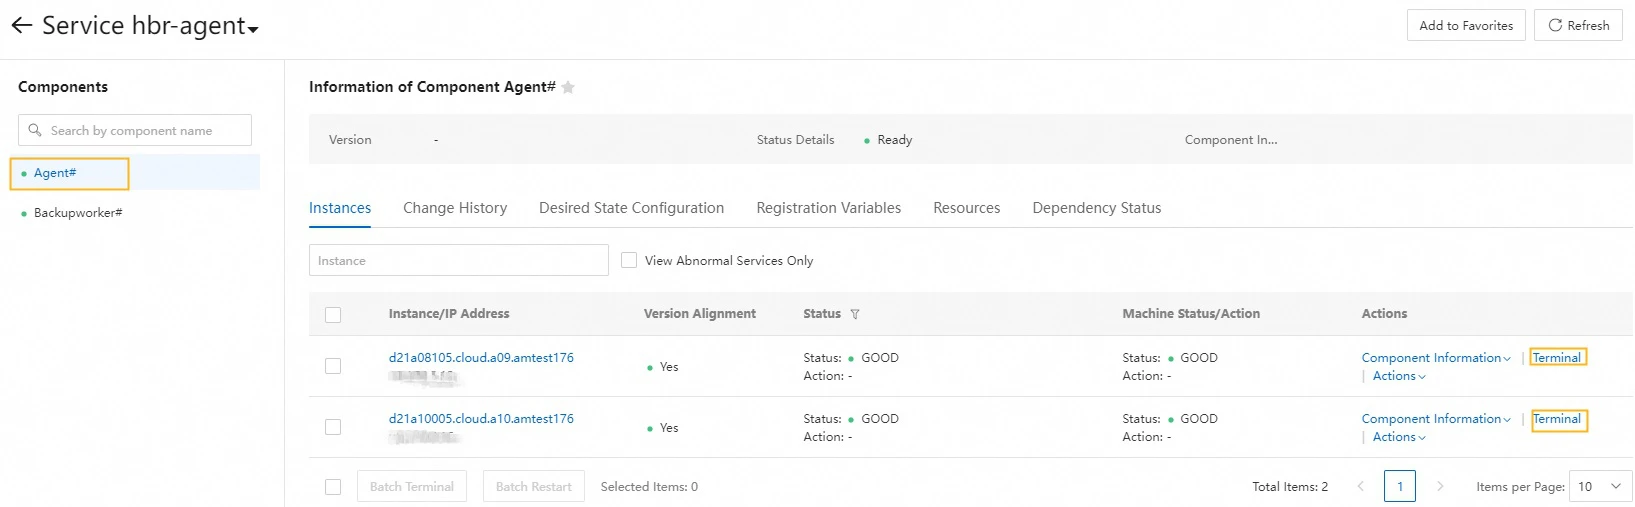 Service hbr-agent
Add to Favorites
Refresh
Components
Search by component name
Agent#
Backupworker#
Information of Component Agent#
Version - Status Details Ready Component In...
Instances Change History Desired State Configuration Registration Variables Resources Dependency Status
Instance View Abnormal Services Only
Instance/IP Address Version Alignment Status Machine Status/Action Actions
d21a08105.cloud.a09.amtest176 Yes Status: GOOD Status: GOOD Component Information | Terminal
Action: - Action: - | Actions
d21a10005.cloud.a10.amtest176 Yes Status: GOOD Status: GOOD Component Information | Terminal
Action: - Action: - | Actions
Batch Terminal Batch Restart Selected Items: 0 Total Items: 2 < 1 > Items per Page: 10